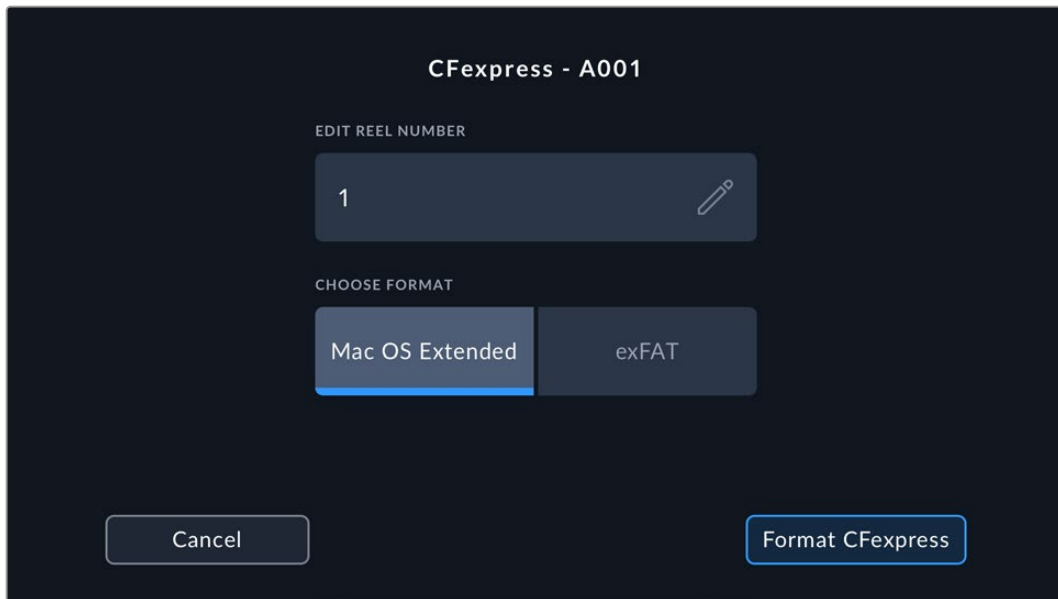 CFexpress - A001
EDIT REEL NUMBER
1
CHOOSE FORMAT
Mac OS Extended exFAT
Cancel Format CFexpress